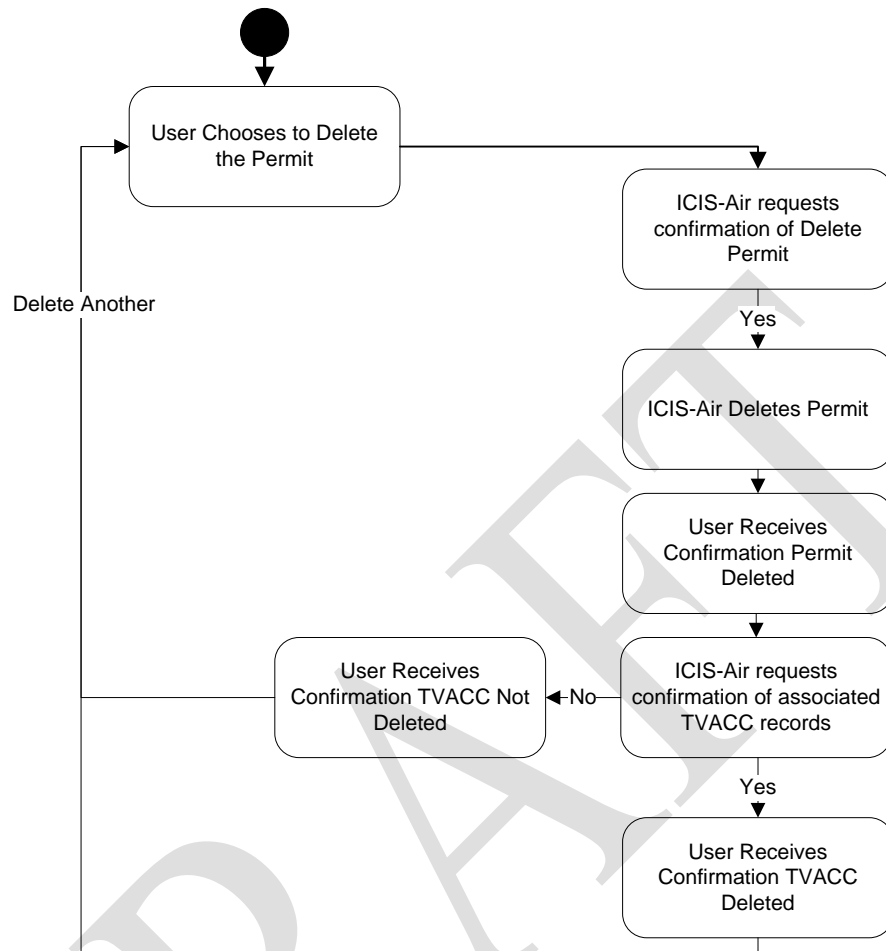 User Chooses to Delete
the Permit
ICIS-Air requests
confirmation of Delete
Permit
Delete Another
Yes
ICIS-Air Deletes Permit
User Receives
Confirmation Permit
Deleted
User Receives
Confirmation TVACC Not
Deleted
No
ICIS-Air requests
confirmation of associated
TVACC records
Yes
User Receives
Confirmation TVACC
Deleted
DRAFT